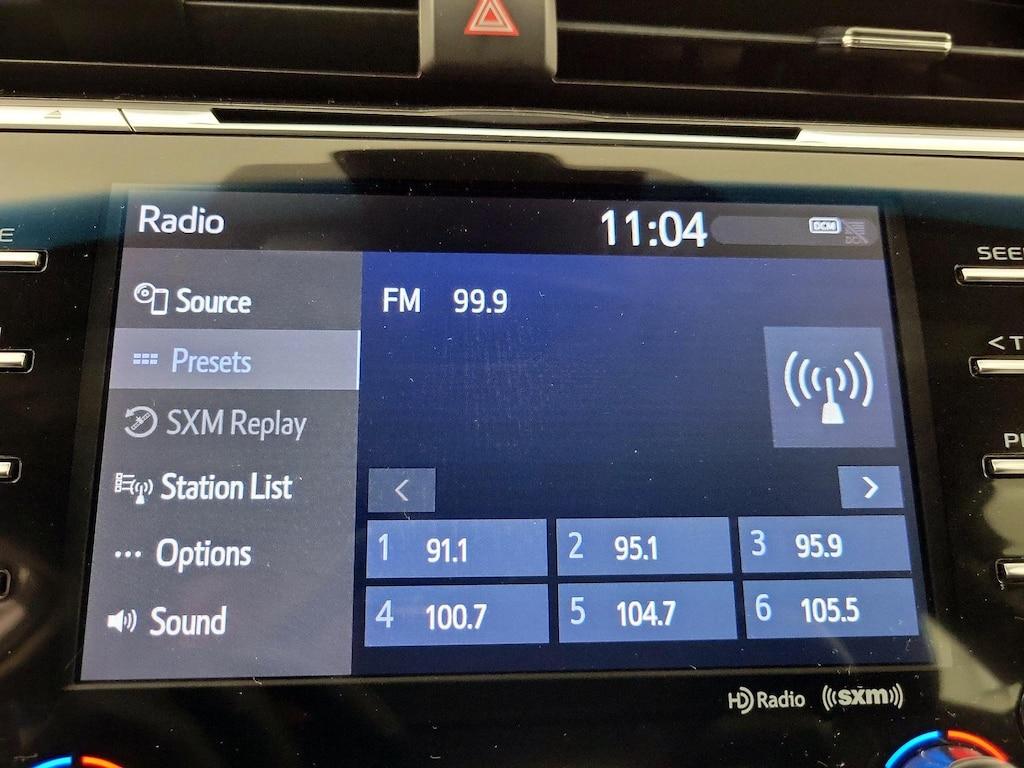 Radio 11:04 DCM
Source
FM 99.9
Presets
SXM Replay
Station List
Options
Sound
<
>
1 91.1 2 95.1 3 95.9
4 100.7 5 104.7 6 105.5
HD Radio ((sxm))
E
SEE
< T